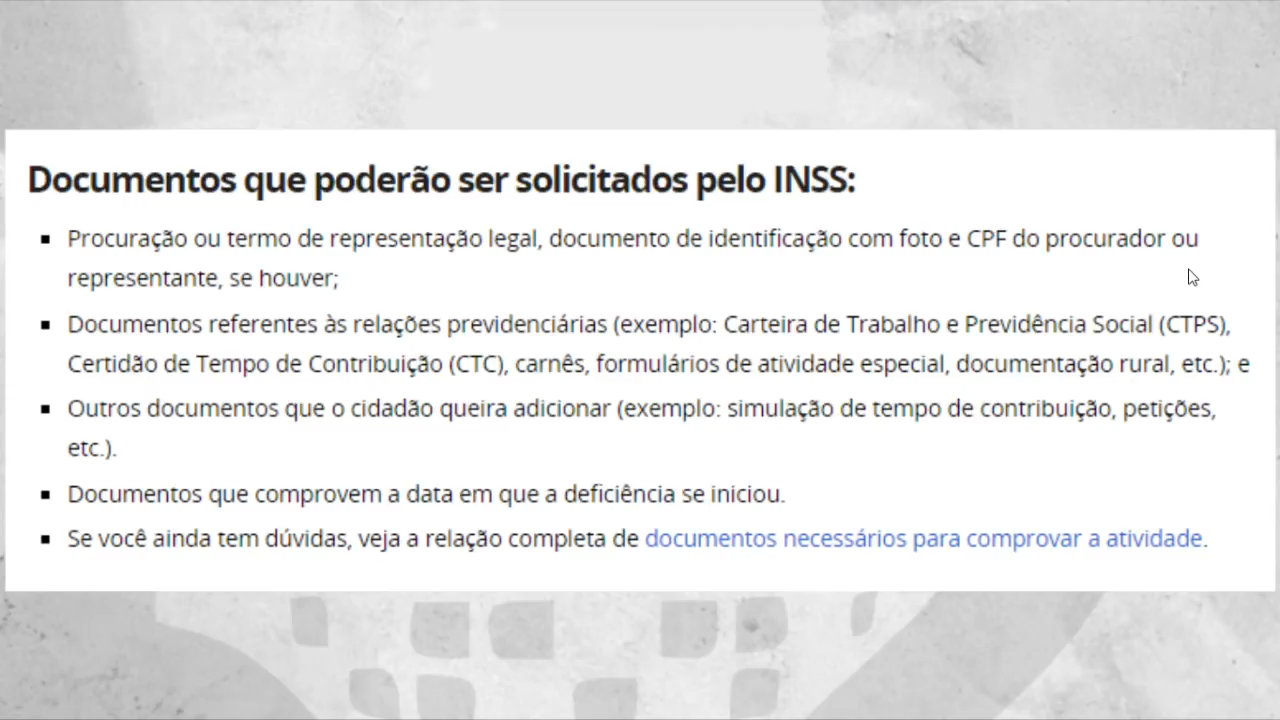 Documentos que poderão ser solicitados pelo INSS:
Procuração ou termo de representação legal, documento de identificação com foto e CPF do procurador ou
representante, se houver;
Documentos referentes às relações previdenciárias (exemplo: Carteira de Trabalho e Previdência Social (CTPS),
Certidão de Tempo de Contribuição (CTC), carnês, formulários de atividade especial, documentação rural, etc.); e
Outros documentos que o cidadão queira adicionar (exemplo: simulação de tempo de contribuição, petições,
etc.).
Documentos que comprovem a data em que a deficiência se iniciou.
Se você ainda tem dúvidas, veja a relação completa de documentos necessários para comprovar a atividade.